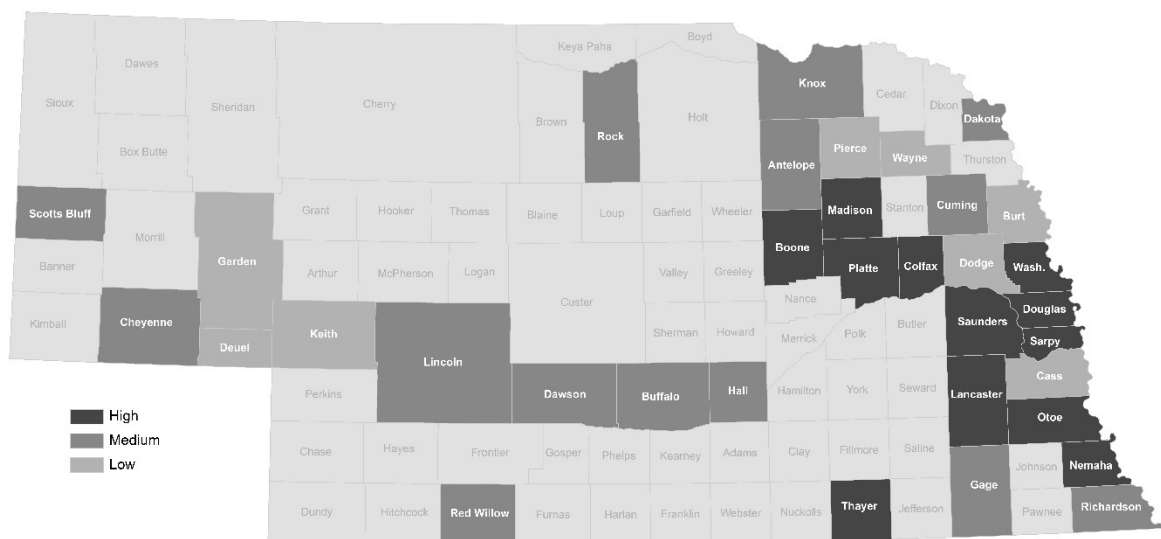 Boyd
Keya Paha
Dawes
Knox
Cedar
Sioux
Sheridan
Cherry
Dixon
Dakota
Brown
Rock
Holt
Box Butte
Pierce
Wayne
Antelope
Thurston
Scotts Bluff
Grant
Hooker
Thomas
Blaine
Loup
Garfield
Wheeler
Madison
Stanton
Cuming
Burt
Morrill
Boone
Banner
Garden
Arthur
McPherson
Logan
Valley
Greeley
Platte
Colfax
Dodge
Wash.
Custer
Nance
Kimball
Cheyenne
Douglas
Saunders
Deuel
Keith
Sherman
Howard
Merrick
Polk
Butler
Sarpy
Lincoln
Cass
Perkins
Dawson
Buffalo
Hall
Hamilton
York
Seward
Lancaster
High
Otoe
Medium
Low
Chase
Hayes
Frontier
Gosper
Phelps
Kearney
Adams
Clay
Fillmore
Saline
Johnson
Nemaha
Gage
Dundy
Hitchcock
Red Willow
Furnas
Harlan
Franklin
Webster
Nuckolls
Thayer
Jefferson
Pawnee
Richardson